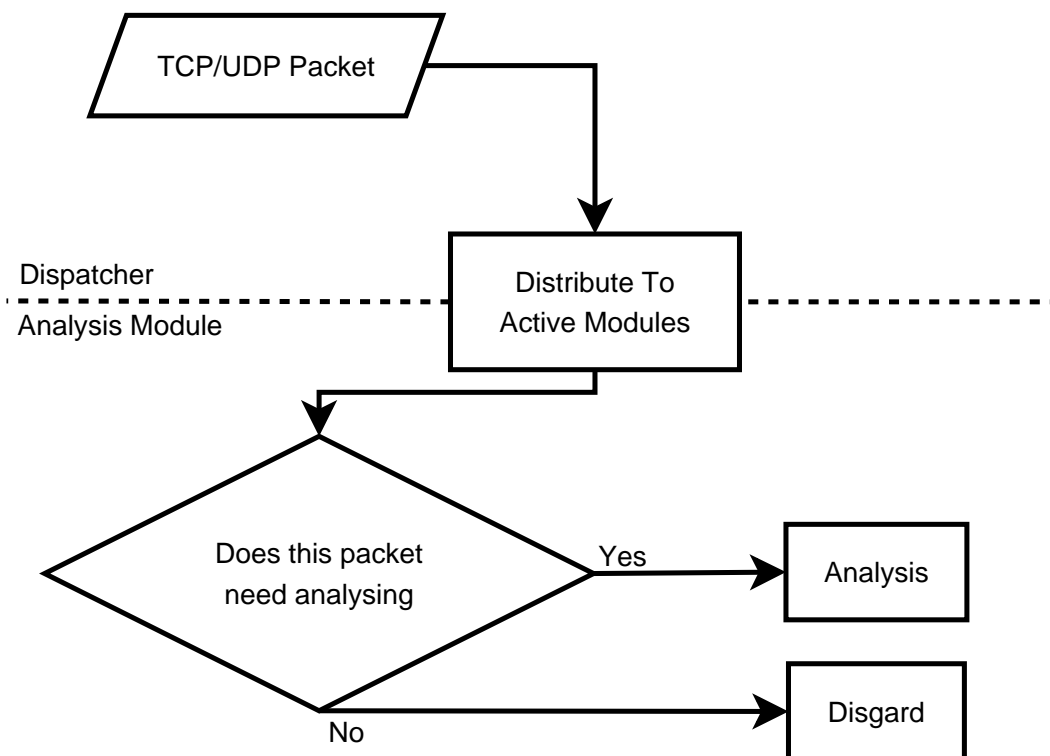 TCP/UDP Packet
Dispatcher
Distribute To
Active Modules
Analysis Module
Does this packet
need analysing
Yes
Analysis
No
Disgard